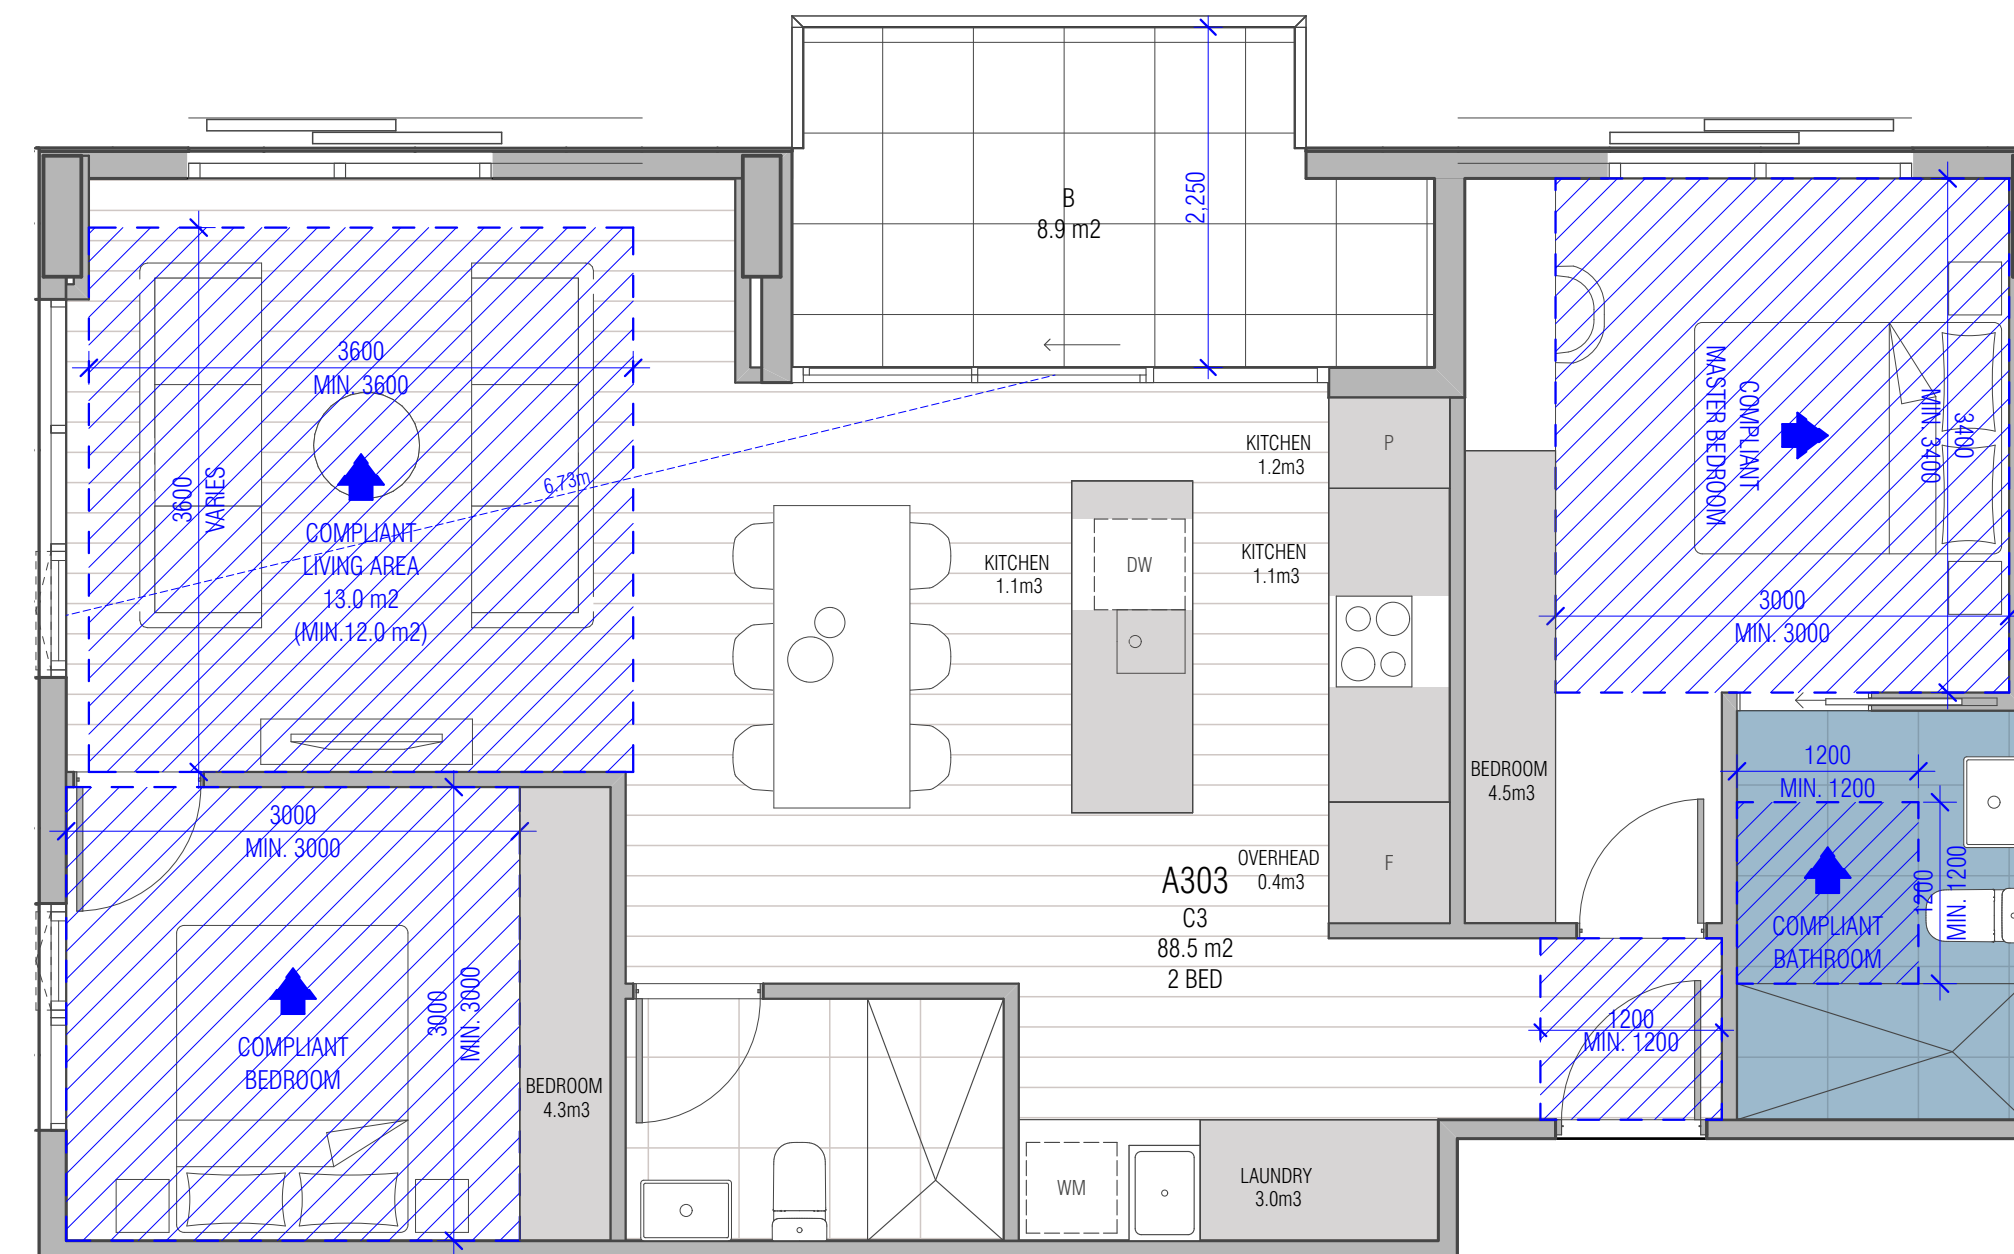 B
8.9 m2
2,250
3600
MIN. 3600
3600
VARIES
COMPLIANT
LIVING AREA
13.0 m2
(MIN.12.0 m2)
6.73m
KITCHEN
1.2m3
P
KITCHEN
1.1m3
DW
KITCHEN
1.1m3
COMPLIANT
MASTER BEDROOM
3400
MIN. 3400
3000
MIN. 3000
BEDROOM
4.5m3
1200
MIN. 1200
1200
MIN. 1200
COMPLIANT
BATHROOM
3000
MIN. 3000
3000
MIN. 3000
COMPLIANT
BEDROOM
BEDROOM
4.3m3
OVERHEAD
0.4m3
F
A303
C3
88.5 m2
2 BED
1200
MIN. 1200
WM
LAUNDRY
3.0m3